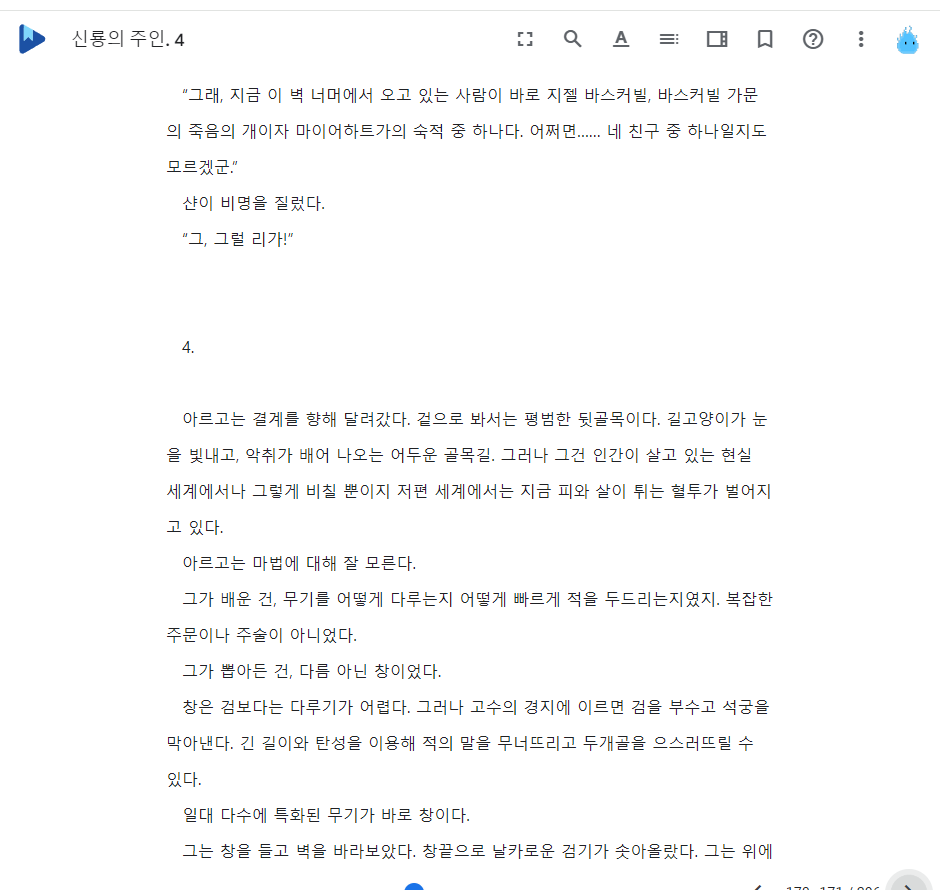 신룡의 주인. 4
“그래, 지금 이 벽 너머에서 오고 있는 사람이 바로 지젤 바스커빌, 바스커빌 가문
의 죽음의 개이자 마이어하트가의 숙적 중 하나다. 어쩌면…… 네 친구 중 하나일지도
모르겠군.”
샨이 비명을 질렀다.
“그, 그럴 리가!”
4.
아르고는 결계를 향해 달려갔다. 겉으로 봐서는 평범한 뒷골목이다. 길고양이가 눈
을 빛내고, 악취가 배어 나오는 어두운 골목길. 그러나 그건 인간이 살고 있는 현실
세계에서나 그렇게 비칠 뿐이지 저편 세계에서는 지금 피와 살이 튀는 혈투가 벌어지
고 있다.
아르고는 마법에 대해 잘 모른다.
그가 배운 건, 무기를 어떻게 다루는지 어떻게 빠르게 적을 두드리는지였지. 복잡한
주문이나 주술이 아니었다.
그가 뽑아든 건, 다름 아닌 창이었다.
창은 검보다는 다루기가 어렵다. 그러나 고수의 경지에 이르면 검을 부수고 석궁을
막아낸다. 긴 길이와 탄성을 이용해 적의 말을 무너뜨리고 두개골을 으스러뜨릴 수
있다.
일대 다수에 특화된 무기가 바로 창이다.
그는 창을 들고 벽을 바라보았다. 창끝으로 날카로운 검기가 솟아올랐다. 그는 위에